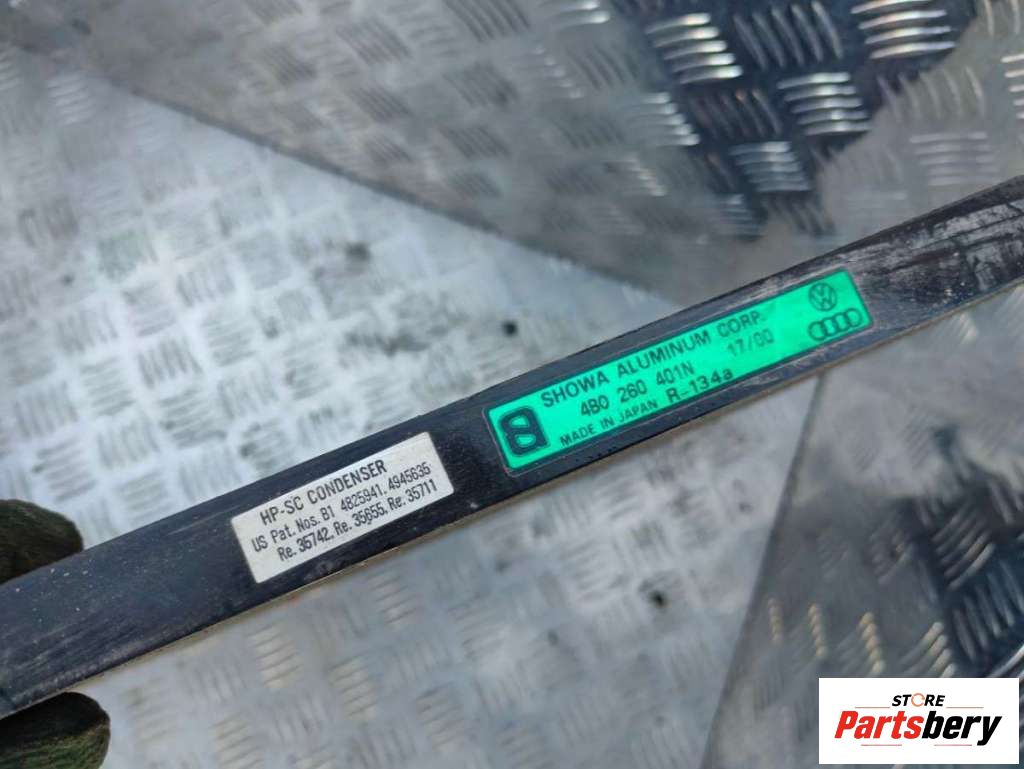 SHOWA ALUMINUM CORP.
4B0 260 401N 17/00
MADE IN JAPAN R-134a
HP-SC CONDENSER
US Pat. Nos. B1 4825941, 4945635
Re. 35742, Re. 35655, Re. 35711
STORE
Partsbery